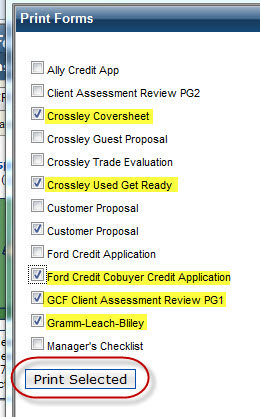 Print Forms
Ally Credit App
Client Assessment Review PG2
Crossley Coversheet
Crossley Guest Proposal
Crossley Trade Evaluation
Crossley Used Get Ready
Customer Proposal
Customer Proposal
Ford Credit Application
Ford Credit Cobuyer Credit Application
GCF Client Assessment Review PG1
Gramm-Leach-Bliley
Manager's Checklist
Print Selected